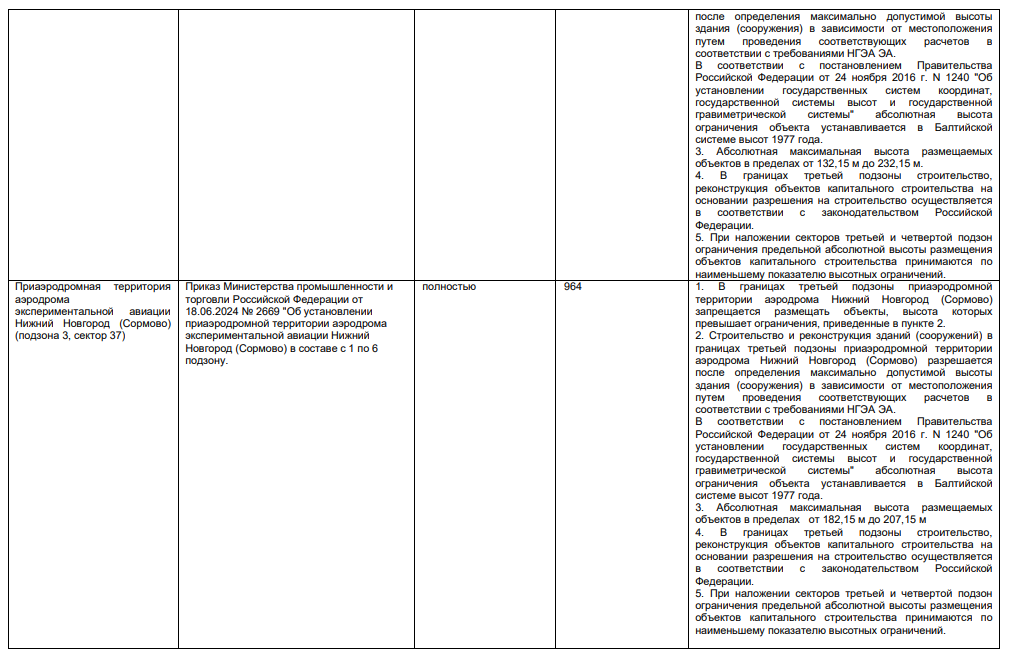 после определения максимально допустимой высоты
здания (сооружения) в зависимости от местоположения
путем проведения соответствующих расчетов в
соответствии с требованиями НГЭА ЭА.
В соответствии с постановлением Правительства
Российской Федерации от 24 ноября 2016 г. N 1240 "Об
установлении государственных систем координат,
государственной системы высот и государственной
гравиметрической системы" абсолютная высота
ограничения объекта устанавливается в Балтийской
системе высот 1977 года.
3. Абсолютная максимальная высота размещаемых
объектов в пределах от 132,15 м до 232,15 м.
4. В границах третьей подзоны строительство,
реконструкция объектов капитального строительства на
основании разрешения на строительство осуществляется
в соответствии с законодательством Российской
Федерации.
5. При наложении секторов третьей и четвертой подзон
ограничения предельной абсолютной высоты размещения
объектов капитального строительства принимаются по
наименьшему показателю высотных ограничений.
Приаэродромная территория
аэродрома
экспериментальной авиации
Нижний Новгород (Сормово)
(подзона 3, сектор 37)
Приказ Министерства промышленности и
торговли Российской Федерации от
18.06.2024 № 2669 "Об установлении
приаэродромной территории аэродрома
экспериментальной авиации Нижний
Новгород (Сормово) в составе с 1 по 6
подзону.
полностью
964
1. В границах третьей подзоны приаэродромной
территории аэродрома Нижний Новгород (Сормово)
запрещается размещать объекты, высота которых
превышает ограничения, приведенные в пункте 2.
2. Строительство и реконструкция зданий (сооружений) в
границах третьей подзоны приаэродромной территории
аэродрома Нижний Новгород (Сормово) разрешается
после определения максимально допустимой высоты
здания (сооружения) в зависимости от местоположения
путем проведения соответствующих расчетов в
соответствии с требованиями НГЭА ЭА.
В соответствии с постановлением Правительства
Российской Федерации от 24 ноября 2016 г. N 1240 "Об
установлении государственных систем координат,
государственной системы высот и государственной
гравиметрической системы" абсолютная высота
ограничения объекта устанавливается в Балтийской
системе высот 1977 года.
3. Абсолютная максимальная высота размещаемых
объектов в пределах от 182,15 м до 207,15 м
4. В границах третьей подзоны строительство,
реконструкция объектов капитального строительства на
основании разрешения на строительство осуществляется
в соответствии с законодательством Российской
Федерации.
5. При наложении секторов третьей и четвертой подзон
ограничения предельной абсолютной высоты размещения
объектов капитального строительства принимаются по
наименьшему показателю высотных ограничений.